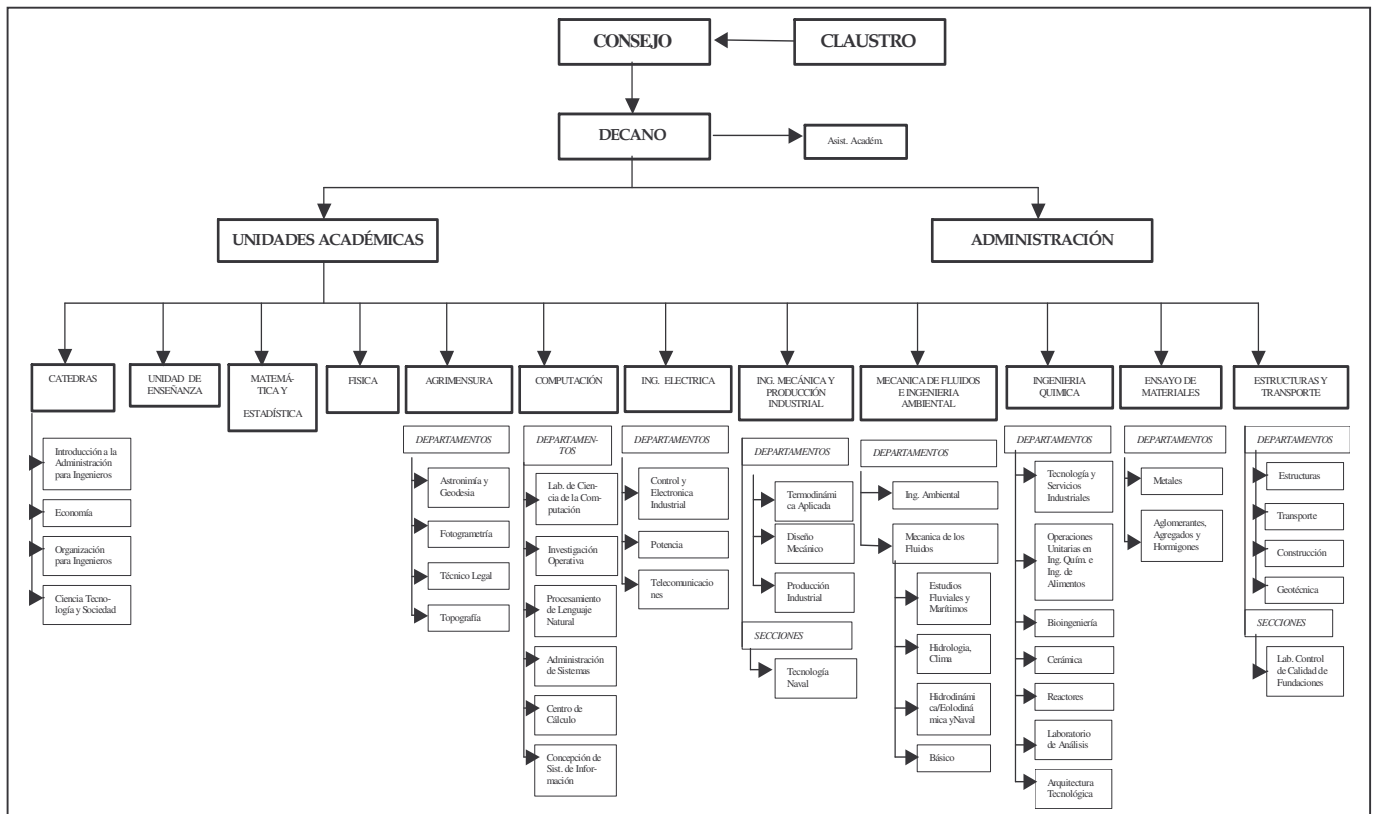 CONSEJO
CLAUSTRO
DECANO
Asist. Académ.
UNIDADES ACADÉMICAS
ADMINISTRACIÓN
CATEDRAS
UNIDAD DE
ENSEÑANZA
MATEMÁ-
TICA Y
ESTADÍSTICA
FISICA
AGRIMENSURA
COMPUTACIÓN
ING. ELECTRICA
ING. MECÁNICA Y
PRODUCCIÓN
INDUSTRIAL
MECANICA DE FLUIDOS
E INGENIERIA
AMBIENTAL
INGENIERIA
QUIMICA
ENSAYO DE
MATERIALES
ESTRUCTURAS Y
TRANSPORTE
Introducción a la
Administración
para Ingenieros
Economía
Organización
para Ingenieros
Ciencia Tecno-
logía y Sociedad
DEPARTAMENTOS
Astronimía y
Geodesia
Fotogrametría
Técnico Legal
Topografía
DEPARTAMEN-
TOS
Lab. de Cien-
cia de la Com-
putación
Investigación
Operativa
Procesamiento
de Lenguaje
Natural
Administración
de Sistemas
Centro de
Cálculo
Concepción de
Sist. de Infor-
mación
DEPARTAMENTOS
Control y
Electronica
Industrial
Potencia
Telecomunicacio
nes
DEPARTAMENTOS
Termodinámi
ca Aplicada
Diseño
Mecánico
Producción
Industrial
SECCIONES
Tecnología
Naval
DEPARTAMENTOS
Ing. Ambiental
Mecanica de los
Fluidos
Estudios
Fluviales y
Marítimos
Hidrologia,
Clima
Hidrodinámi
ca/Eolodiná
mica yNaval
Básico
DEPARTAMENTOS
Tecnología y
Servicios
Industriales
Operaciones
Unitarias en
Ing. Quím. e
Ing. de
Alimentos
Bioingeniería
Cerámica
Reactores
Laboratorio
de Análisis
Arquitectura
Tecnológica
DEPARTAMENTOS
Metales
Aglomerantes,
Agregados y
Hormigones
DEPARTAMENTOS
Estructuras
Transporte
Construcción
Geotécnica
SECCIONES
Lab. Control
de Calidad de
Fundaciones